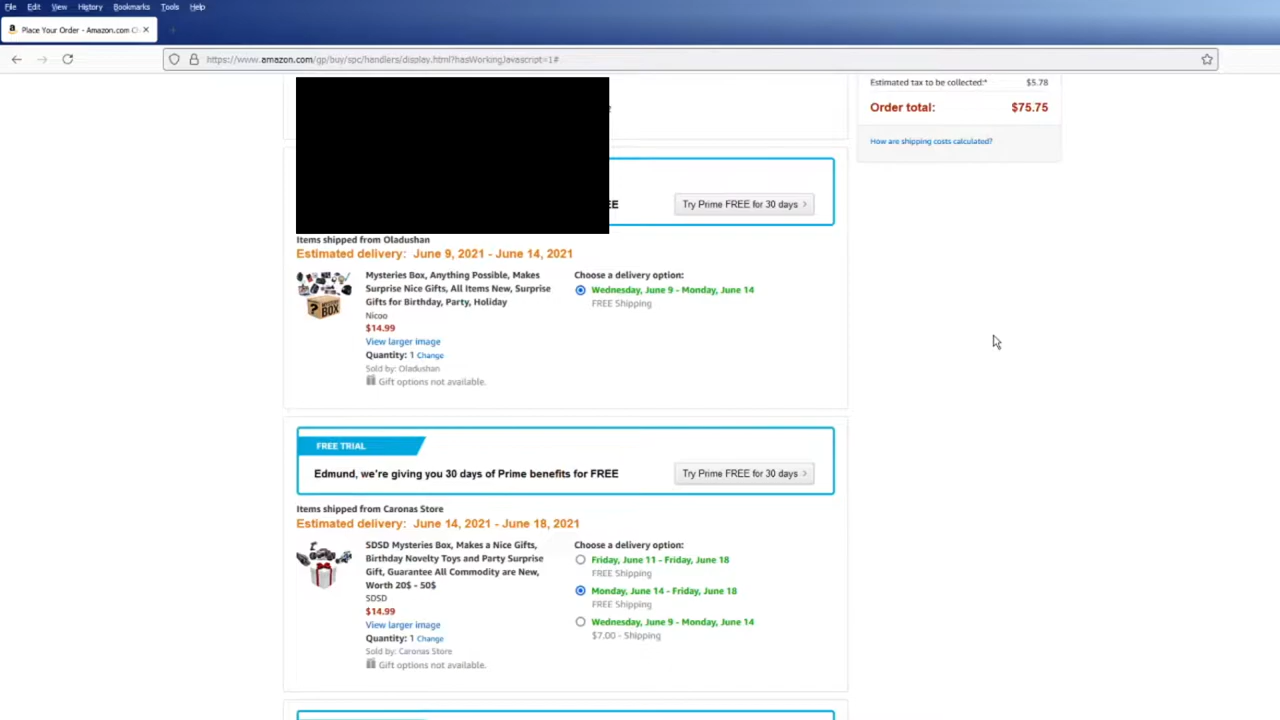 File Edit View History Bookmarks Tools Help
Place Your Order - Amazon.com
https://www.amazon.com/gp/buy/spc/handlers/display.html?hasWorkingJavascript=1#
Estimated tax to be collected:* $5.78
Order total: $75.75
How are shipping costs calculated?
Try Prime FREE for 30 days
Items shipped from Oladushan
Estimated delivery: June 9, 2021 - June 14, 2021
Mysteries Box, Anything Possible, Makes
Surprise Nice Gifts, All Items New, Surprise
Gifts for Birthday, Party, Holiday
Nicoo
$14.99
View larger image
Quantity: 1 Change
Sold by: Oladushan
Gift options not available.
Choose a delivery option:
Wednesday, June 9 - Monday, June 14
FREE Shipping
FREE TRIAL
Edmund, we're giving you 30 days of Prime benefits for FREE
Try Prime FREE for 30 days
Items shipped from Caronas Store
Estimated delivery: June 14, 2021 - June 18, 2021
SDSD Mysteries Box, Makes a Nice Gifts,
Birthday Novelty Toys and Party Surprise
Gift, Guarantee All Commodity are New,
Worth 20$ - 50$
SDSD
$14.99
View larger image
Quantity: 1 Change
Sold by: Caronas Store
Gift options not available.
Choose a delivery option:
Friday, June 11 - Friday, June 18
FREE Shipping
Monday, June 14 - Friday, June 18
FREE Shipping
Wednesday, June 9 - Monday, June 14
$7.00 - Shipping